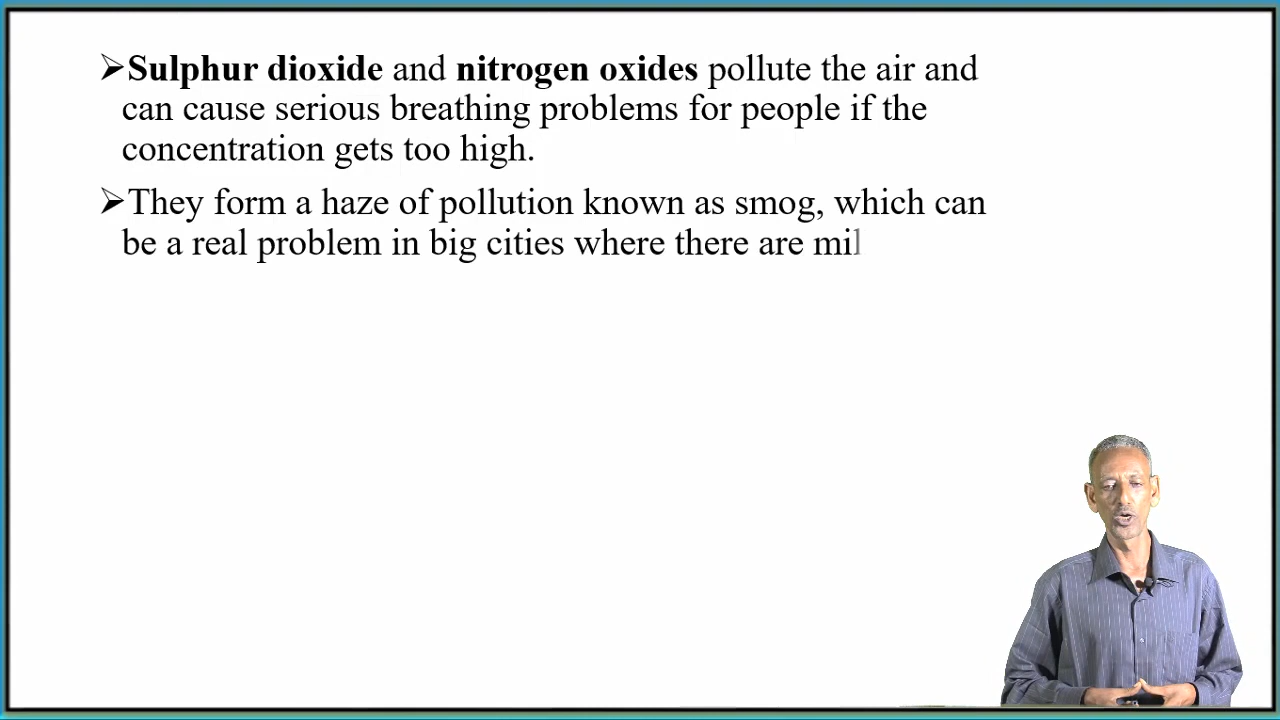 ➢Sulphur dioxide and nitrogen oxides pollute the air and
can cause serious breathing problems for people if the
concentration gets too high.
➢They form a haze of pollution known as smog, which can
be a real problem in big cities where there are mil